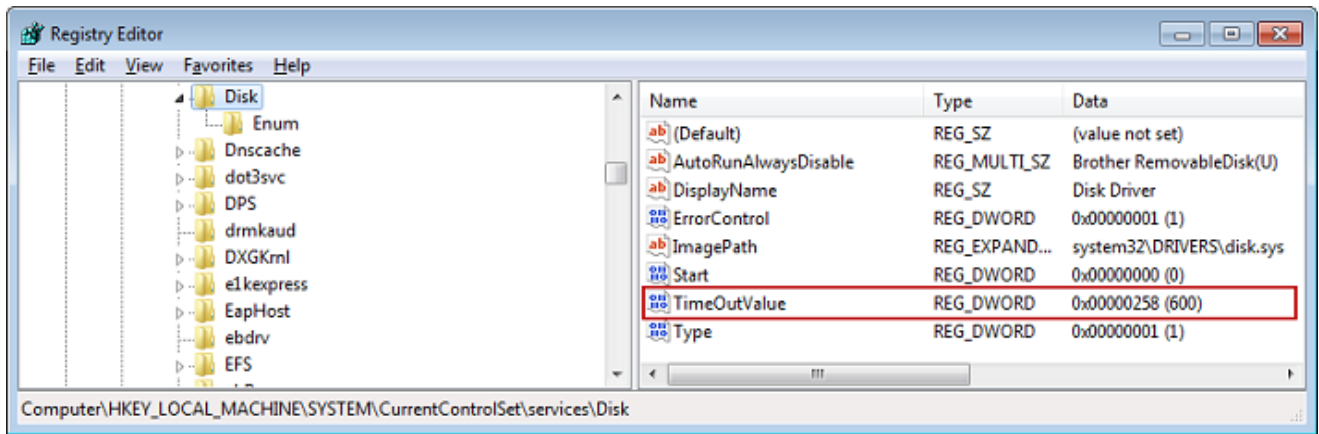 Registry Editor
File Edit View Favorites Help
Disk
Enum
Dnscache
dot3svc
DPS
drmkaud
DXGKrnl
e1kexpress
EapHost
ebdrv
EFS
Name Type Data
(Default) REG_SZ (value not set)
AutoRunAlwaysDisable REG_MULTI_SZ Brother RemovableDisk(U)
DisplayName REG_SZ Disk Driver
ErrorControl REG_DWORD 0x00000001 (1)
ImagePath REG_EXPAND... system32\DRIVERS\disk.sys
Start REG_DWORD 0x00000000 (0)
TimeOutValue REG_DWORD 0x00000258 (600)
Type REG_DWORD 0x00000001 (1)
Computer\HKEY_LOCAL_MACHINE\SYSTEM\CurrentControlSet\services\Disk